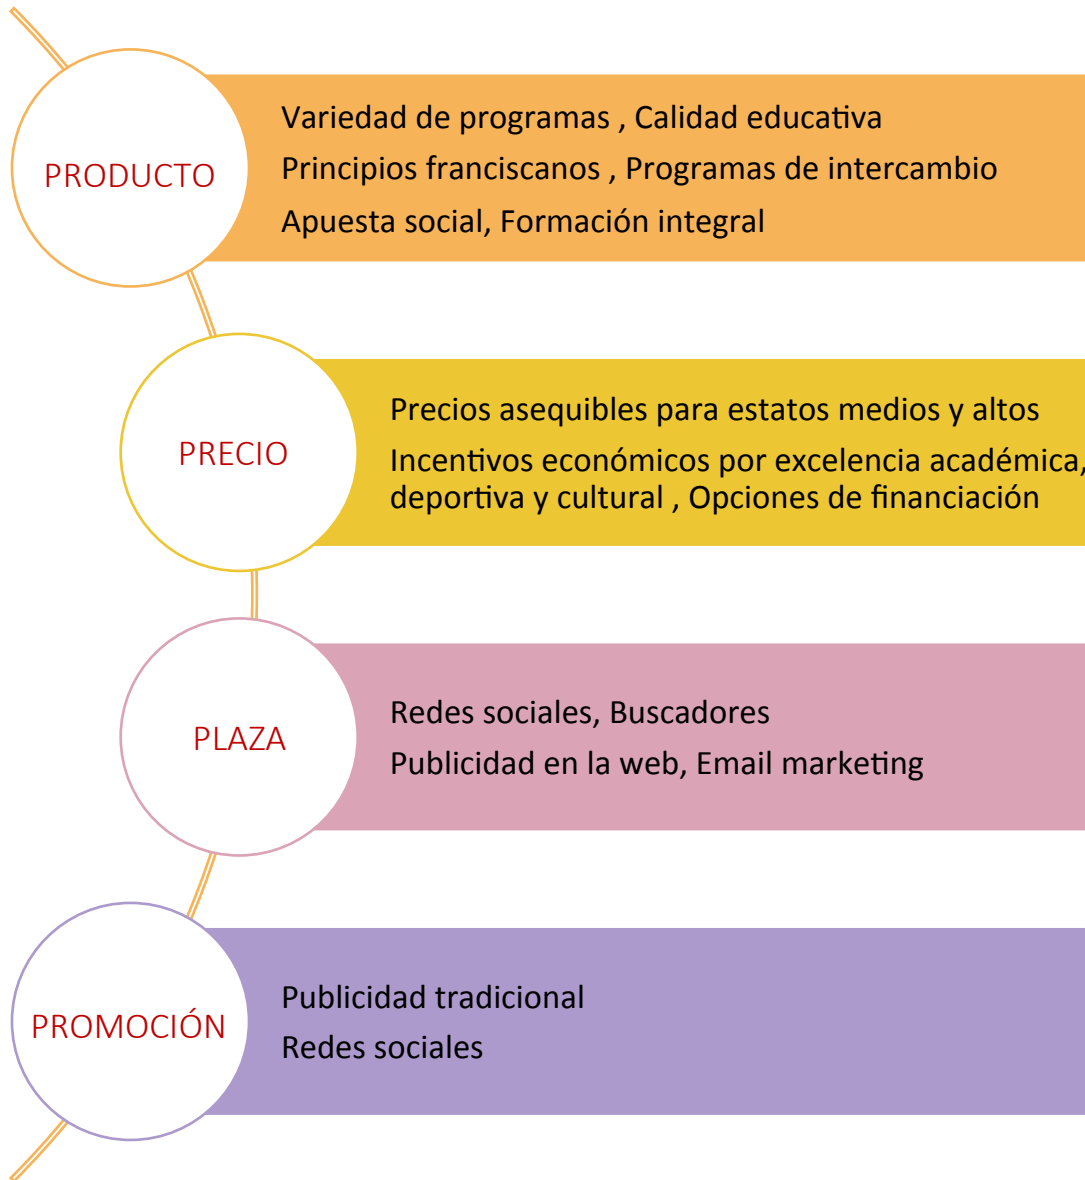 PRODUCTO
Variedad de programas , Calidad educativa
Principios franciscanos , Programas de intercambio
Apuesta social, Formación integral
PRECIO
Precios asequibles para estatos medios y altos
Incentivos económicos por excelencia académica,
deportiva y cultural , Opciones de financiación
PLAZA
Redes sociales, Buscadores
Publicidad en la web, Email marketing
PROMOCIÓN
Publicidad tradicional
Redes sociales